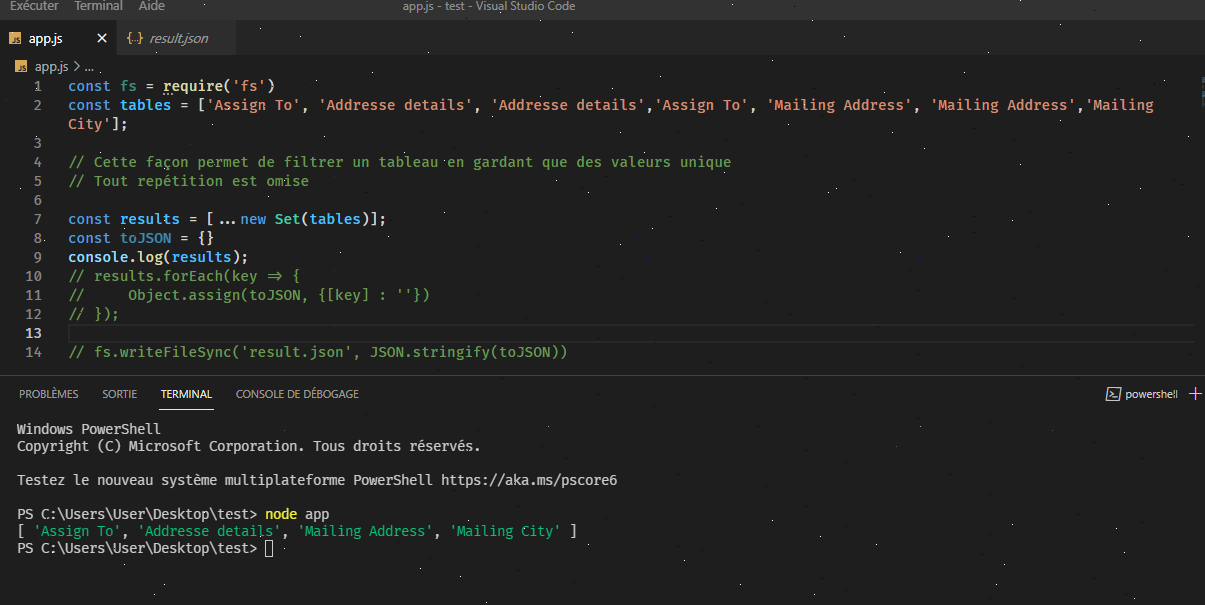 Exécuter Terminal Aide app.js - test - Visual Studio Code
JS app.js × {..} result.json
JS app.js > ...
1 const fs = require('fs')
2 const tables = ['Assign To', 'Addresse details', 'Addresse details','Assign To', 'Mailing Address', 'Mailing Address','Mailing
City'];
3
4 // Cette façon permet de filtrer un tableau en gardant que des valeurs unique
5 // Tout repétition est omise
6
7 const results = [...new Set(tables)];
8 const toJSON = {}
9 console.log(results);
10 // results.forEach(key => {
11 //     Object.assign(toJSON, {[key] : ''})
12 // });
13
14 // fs.writeFileSync('result.json', JSON.stringify(toJSON))
PROBLÈMES SORTIE TERMINAL CONSOLE DE DÉBOGAGE powershell +
Windows PowerShell
Copyright (C) Microsoft Corporation. Tous droits réservés.
Testez le nouveau système multiplateforme PowerShell https://aka.ms/pscore6
PS C:\Users\User\Desktop\test> node app
[ 'Assign To', 'Addresse details', 'Mailing Address', 'Mailing City' ]
PS C:\Users\User\Desktop\test>